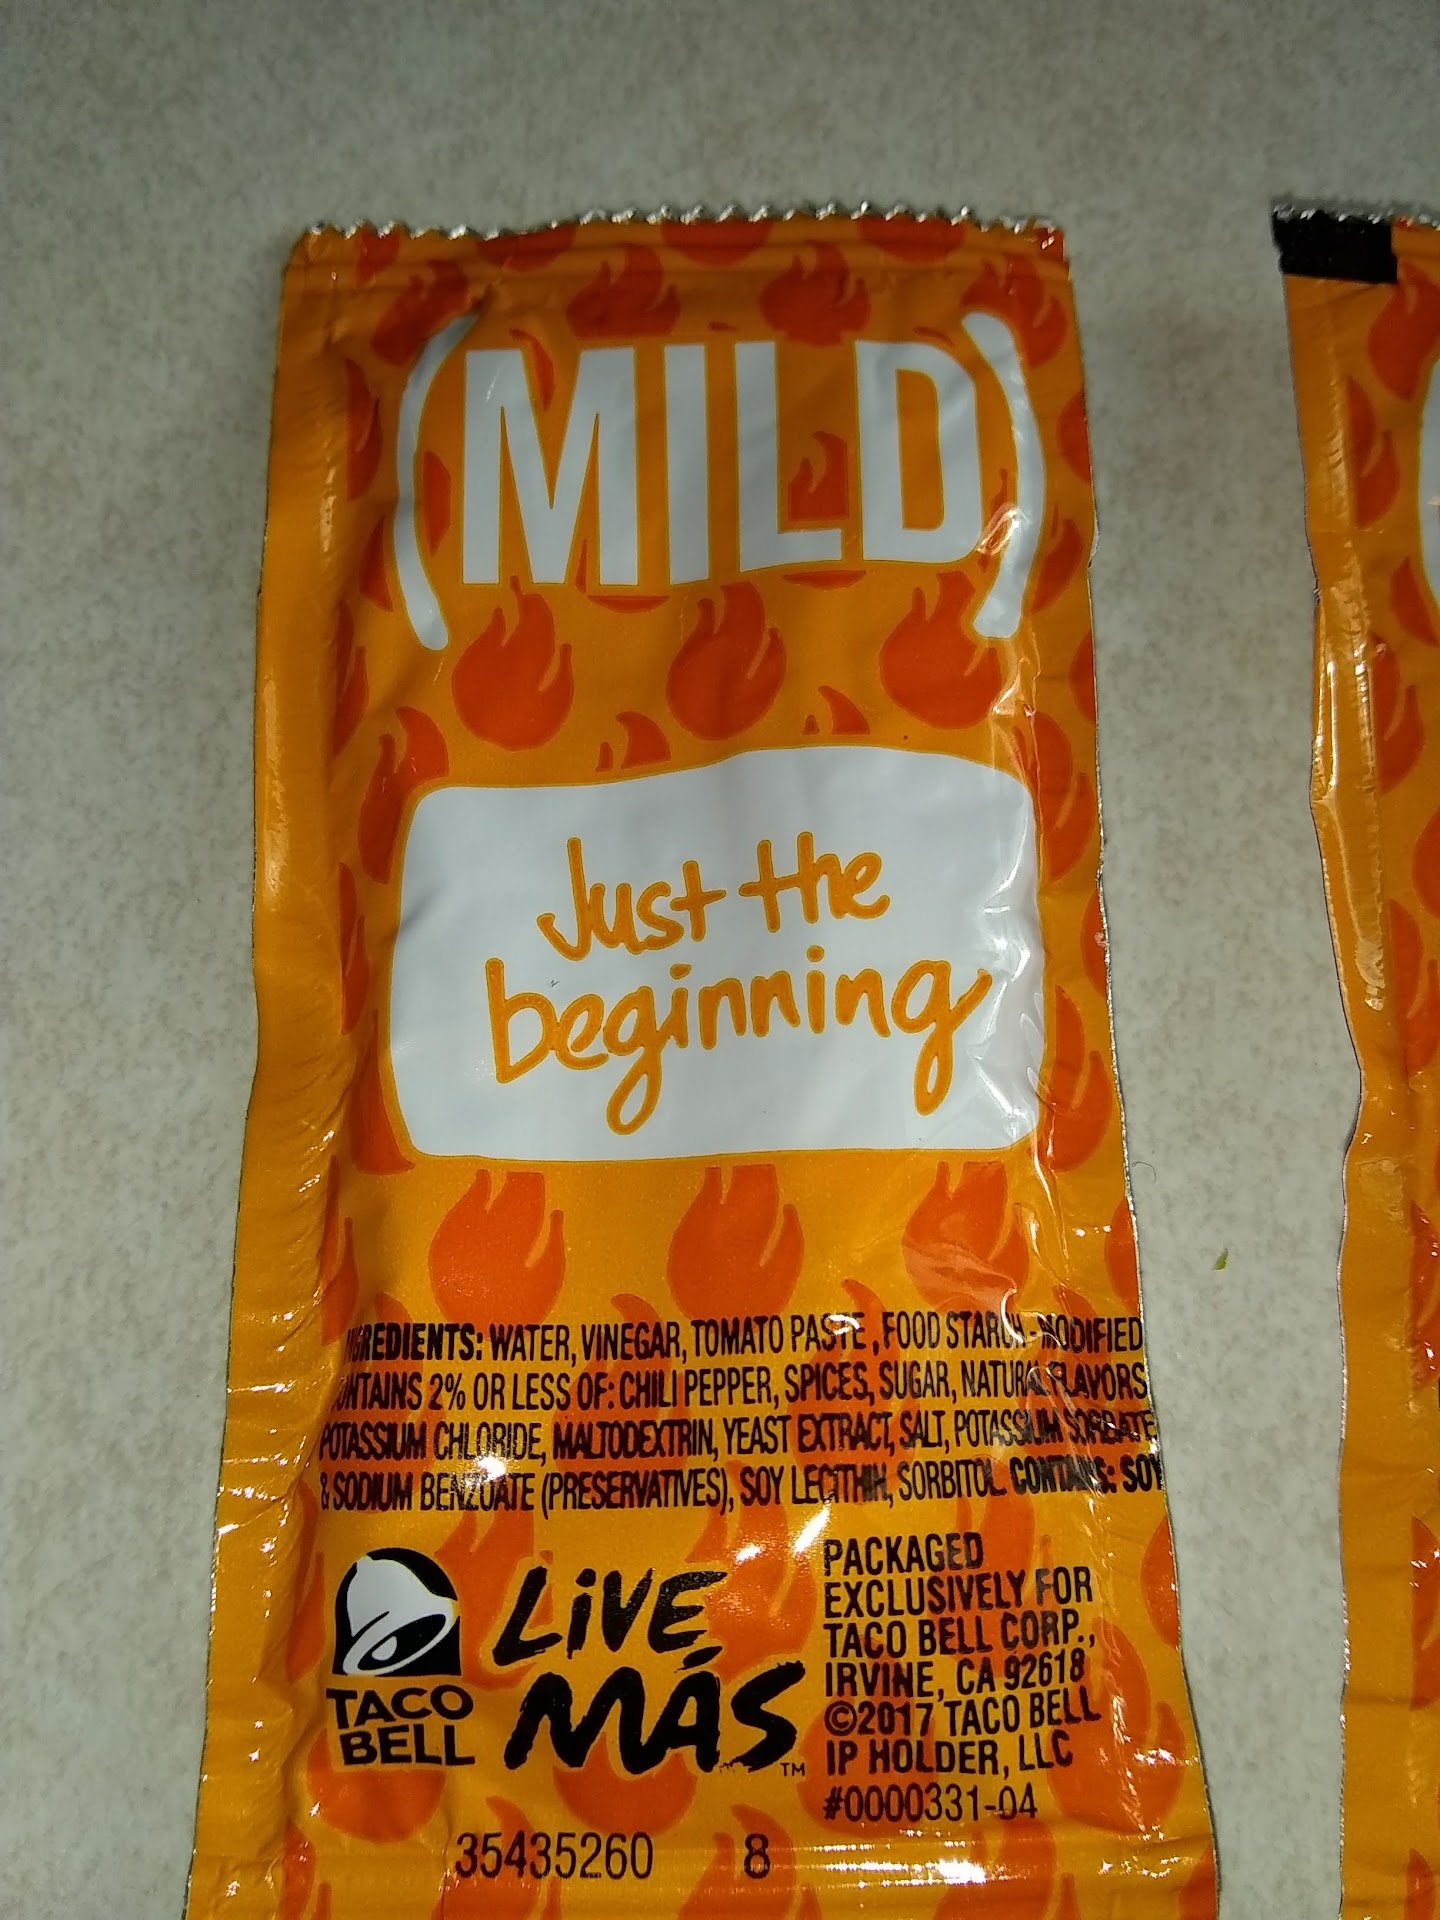 (MILD)
Just the
beginning
INGREDIENTS: WATER, VINEGAR, TOMATO PASTE, FOOD STARCH-MODIFIED
CONTAINS 2% OR LESS OF: CHILI PEPPER, SPICES, SUGAR, NATURAL FLAVORS
POTASSIUM CHLORIDE, MALTODEXTRIN, YEAST EXTRACT, SALT, POTASSIUM SORBATE
& SODIUM BENZOATE (PRESERVATIVES), SOY LECITHIN, SORBITOL. CONTAINS: SOY
TACO
BELL
LIVE
MÁS™
PACKAGED
EXCLUSIVELY FOR
TACO BELL CORP.,
IRVINE, CA 92618
©2017 TACO BELL
IP HOLDER, LLC
#0000331-04
35435260 8